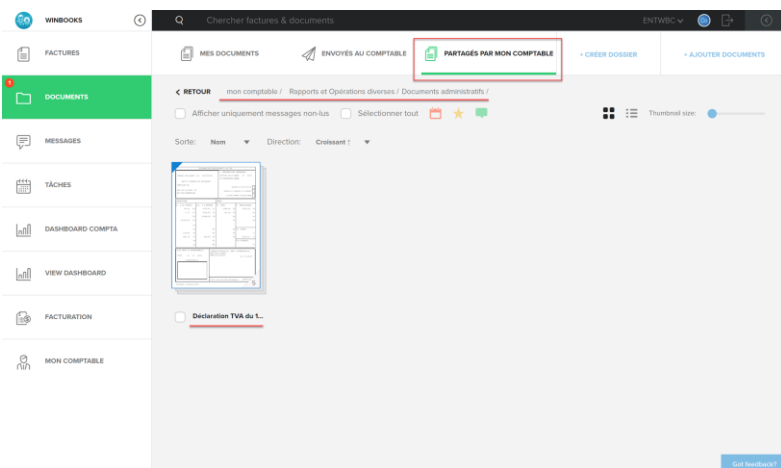 Go WINBOOKS
Chercher factures & documents
ENTWBC
FACTURES
MES DOCUMENTS
ENVOYÉS AU COMPTABLE
PARTAGÉS PAR MON COMPTABLE
+ CRÉER DOSSIER
+ AJOUTER DOCUMENTS
1
DOCUMENTS
RETOUR mon comptable / Rapports et Opérations diverses / Documents administratifs /
Afficher uniquement messages non-lus Sélectionner tout
Thumbnail size:
MESSAGES
Sorte: Nom Direction: Croissant ↑
TÂCHES
DASHBOARD COMPTA
VIEW DASHBOARD
FACTURATION
Déclaration TVA du 1...
MON COMPTABLE
Got feedback?